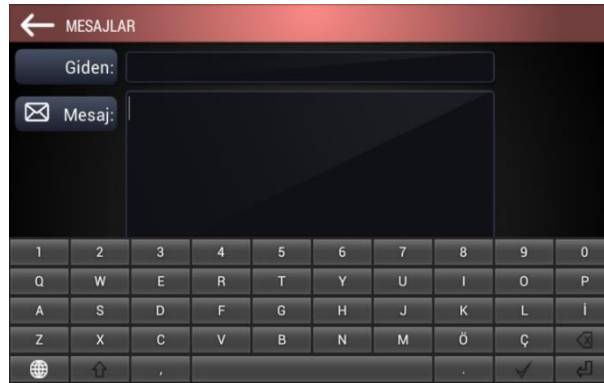 MESAJLAR
Giden:
Mesaj:
1 2 3 4 5 6 7 8 9 0
Q W E R T Y U I O P
A S D F G H J K L İ
Z X C V B N M Ö Ç
, .